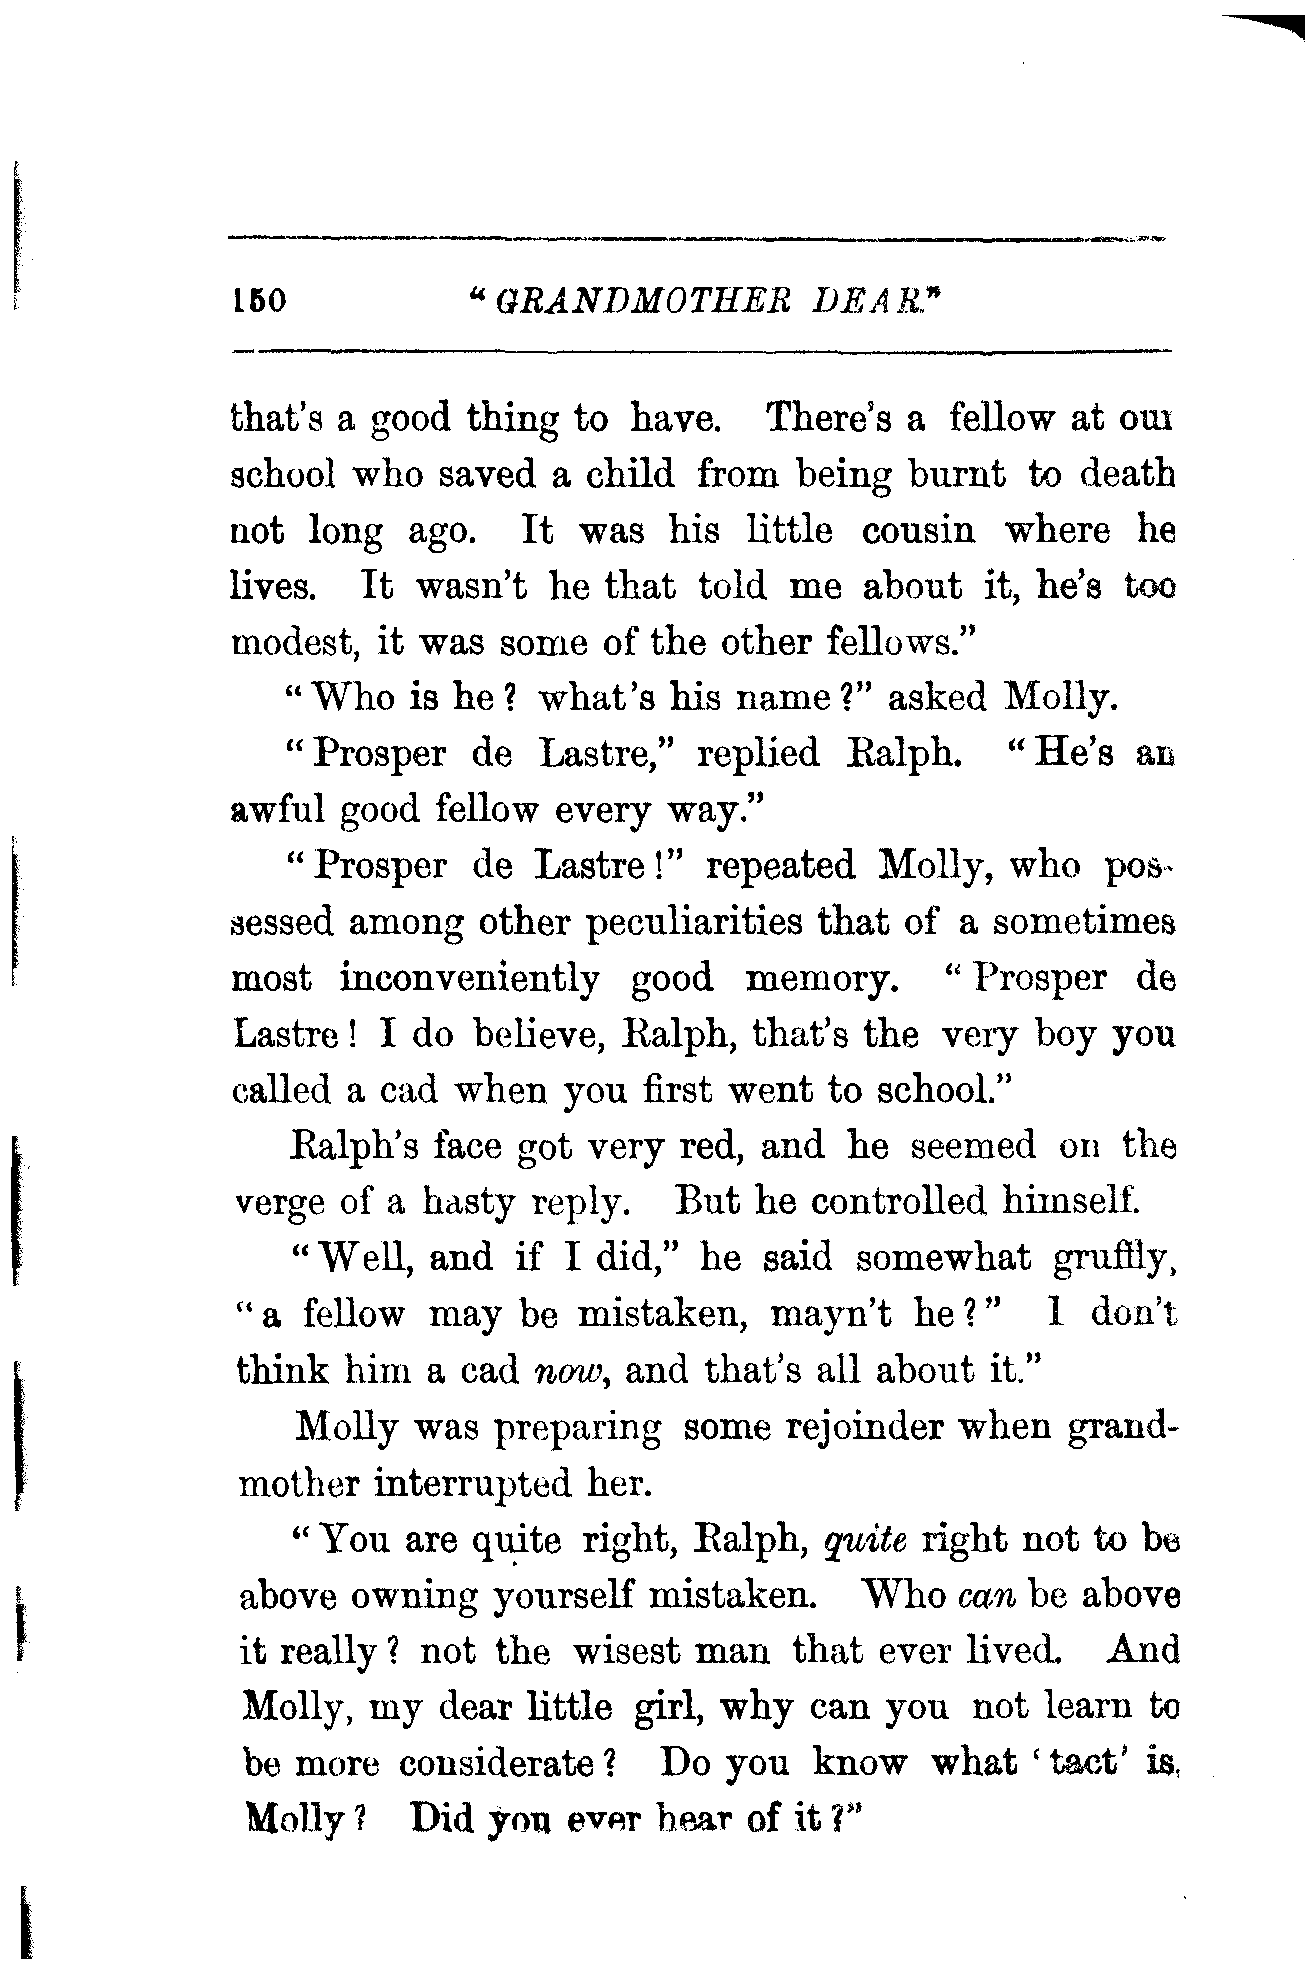 150 "GRANDMOTHER DEAR."
that's a good thing to have. There's a fellow at our
school who saved a child from being burnt to death
not long ago. It was his little cousin where he
lives. It wasn't he that told me about it, he's too
modest, it was some of the other fellows."
"Who is he? what's his name?" asked Molly.
"Prosper de Lastre," replied Ralph. "He's an
awful good fellow every way."
"Prosper de Lastre!" repeated Molly, who pos-
sessed among other peculiarities that of a sometimes
most inconveniently good memory. "Prosper de
Lastre! I do believe, Ralph, that's the very boy you
called a cad when you first went to school."
Ralph's face got very red, and he seemed on the
verge of a hasty reply. But he controlled himself.
"Well, and if I did," he said somewhat gruffly,
"a fellow may be mistaken, mayn't he?" I don't
think him a cad now, and that's all about it."
Molly was preparing some rejoinder when grand-
mother interrupted her.
"You are quite right, Ralph, quite right not to be
above owning yourself mistaken. Who can be above
it really? not the wisest man that ever lived. And
Molly, my dear little girl, why can you not learn to
be more considerate? Do you know what 'tact' is,
Molly? Did you ever hear of it?"